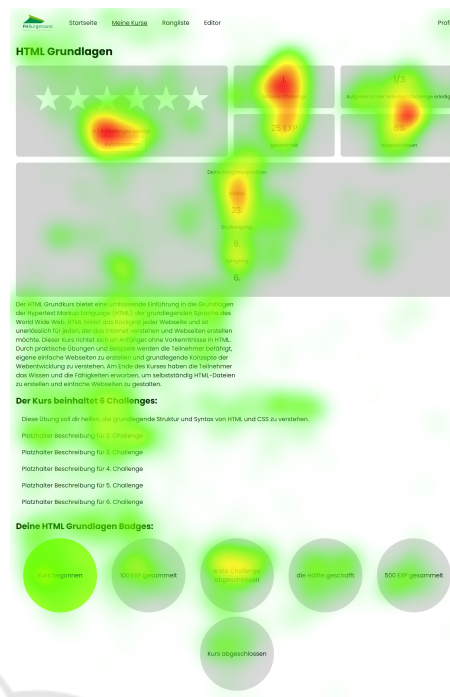 FH Burgenland
Startseite
Meine Kurse
Rangliste
Editor
Profi
HTML Grundlagen
1
1/3
25 EXP
gesammelt
abgeschlossen
23.
Studiengang
9.
Jahrgang
6.
Der HTML Grundkurs bietet eine umfassende Einführung in die Grundlagen
der Hypertext Markup Language (HTML), der grundlegenden Sprache des
World Wide Web. HTML bildet das Rückgrat jeder Webseite und ist
unerlässlich für jeden, der das Internet verstehen und Webseiten erstellen
möchte. Dieser Kurs richtet sich an Anfänger ohne Vorkenntnisse in HTML.
Durch praktische Übungen und Beispiele werden die Teilnehmer befähigt,
eigene einfache Webseiten zu erstellen und grundlegende Konzepte der
Webentwicklung zu verstehen. Am Ende des Kurses haben die Teilnehmer
das Wissen und die Fähigkeiten erworben, um selbstständig HTML-Dateien
zu erstellen und einfache Webseiten zu gestalten.
Der Kurs beinhaltet 6 Challenges:
Diese Übung soll dir helfen, die grundlegende Struktur und Syntax von HTML und CSS zu verstehen.
Platzhalter Beschreibung für 2. Challenge
Platzhalter Beschreibung für 3. Challenge
Platzhalter Beschreibung für 4. Challenge
Platzhalter Beschreibung für 5. Challenge
Platzhalter Beschreibung für 6. Challenge
Deine HTML Grundlagen Badges:
Kurs begonnen
100 EXP gesammelt
erste Challenge
abgeschlossen
die Hälfte geschafft
500 EXP gesammelt
Kurs abgeschlossen